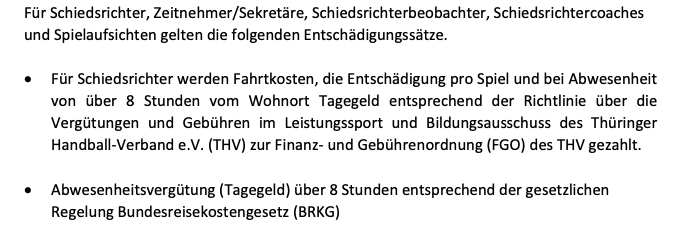 Für Schiedsrichter, Zeitnehmer/Sekretäre, Schiedsrichterbeobachter, Schiedsrichtercoaches
und Spielaufsichten gelten die folgenden Entschädigungssätze.
• Für Schiedsrichter werden Fahrtkosten, die Entschädigung pro Spiel und bei Abwesenheit
von über 8 Stunden vom Wohnort Tagegeld entsprechend der Richtlinie über die
Vergütungen und Gebühren im Leistungssport und Bildungsausschuss des Thüringer
Handball-Verband e.V. (THV) zur Finanz- und Gebührenordnung (FGO) des THV gezahlt.
• Abwesenheitsvergütung (Tagegeld) über 8 Stunden entsprechend der gesetzlichen
Regelung Bundesreisekostengesetz (BRKG)